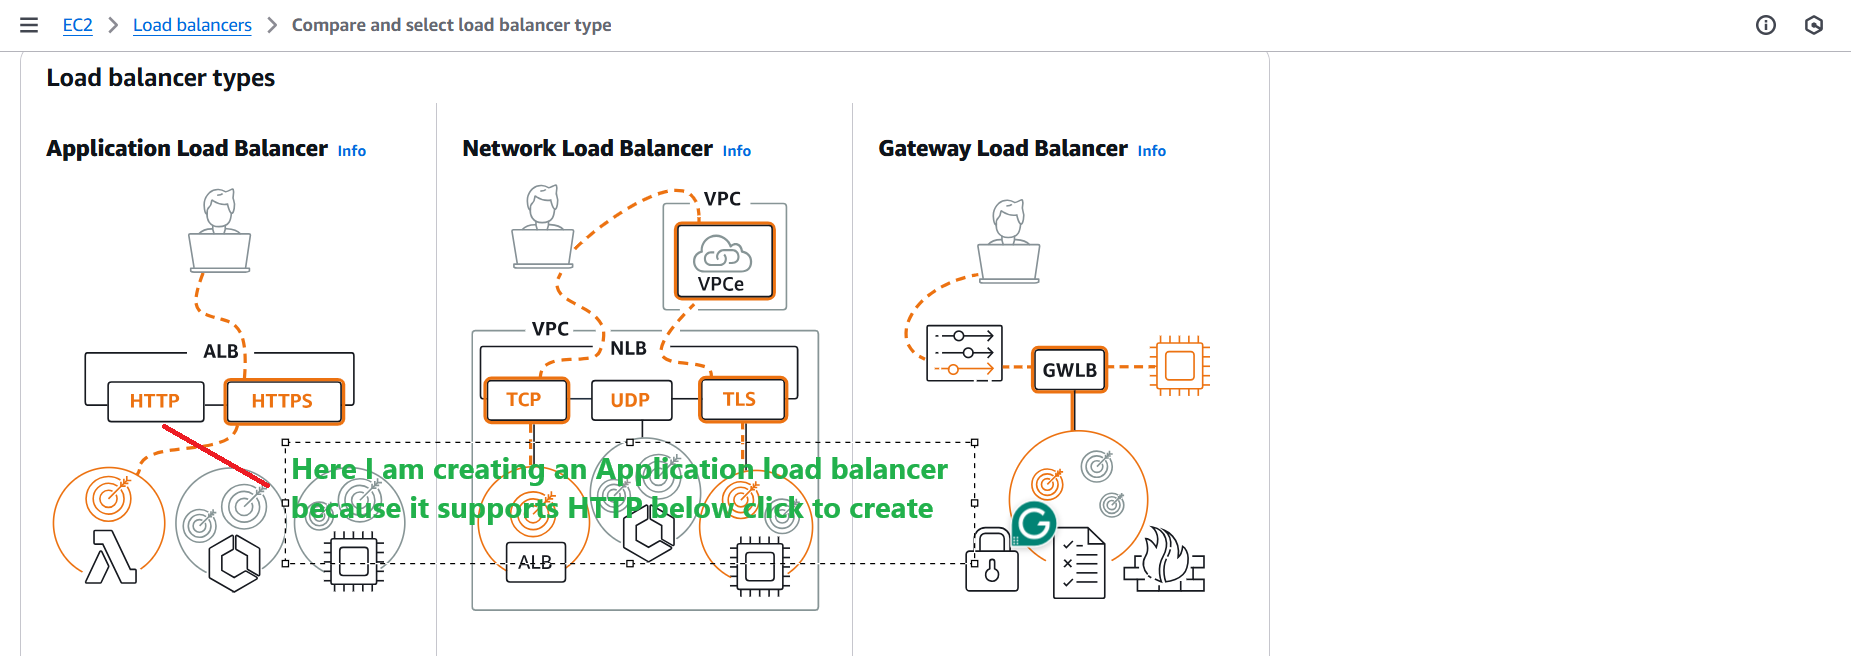 EC2 > Load balancers > Compare and select load balancer type
Load balancer types
Application Load Balancer Info
ALB
HTTP
HTTPS
Network Load Balancer Info
VPC
VPCe
VPC
NLB
TCP
UDP
TLS
ALB
Gateway Load Balancer Info
GWLB
Here I am creating an Application load balancer
because it supports HTTP below click to create
G